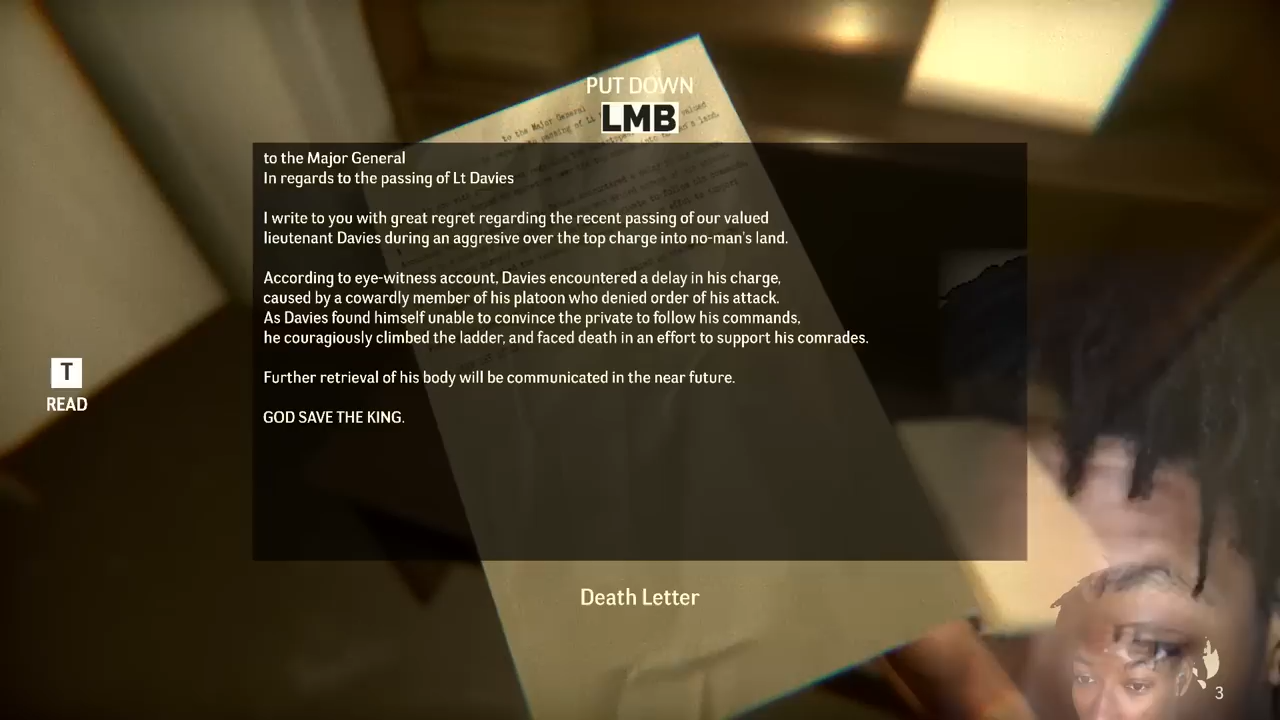 PUT DOWN
LMB
to the Major General
In regards to the passing of Lt Davies
I write to you with great regret regarding the recent passing of our valued
lieutenant Davies during an aggresive over the top charge into no-man's land.
According to eye-witness account, Davies encountered a delay in his charge,
caused by a cowardly member of his platoon who denied order of his attack.
As Davies found himself unable to convince the private to follow his commands,
he couragiously climbed the ladder, and faced death in an effort to support his comrades.
Further retrieval of his body will be communicated in the near future.
GOD SAVE THE KING.
T
READ
Death Letter
3